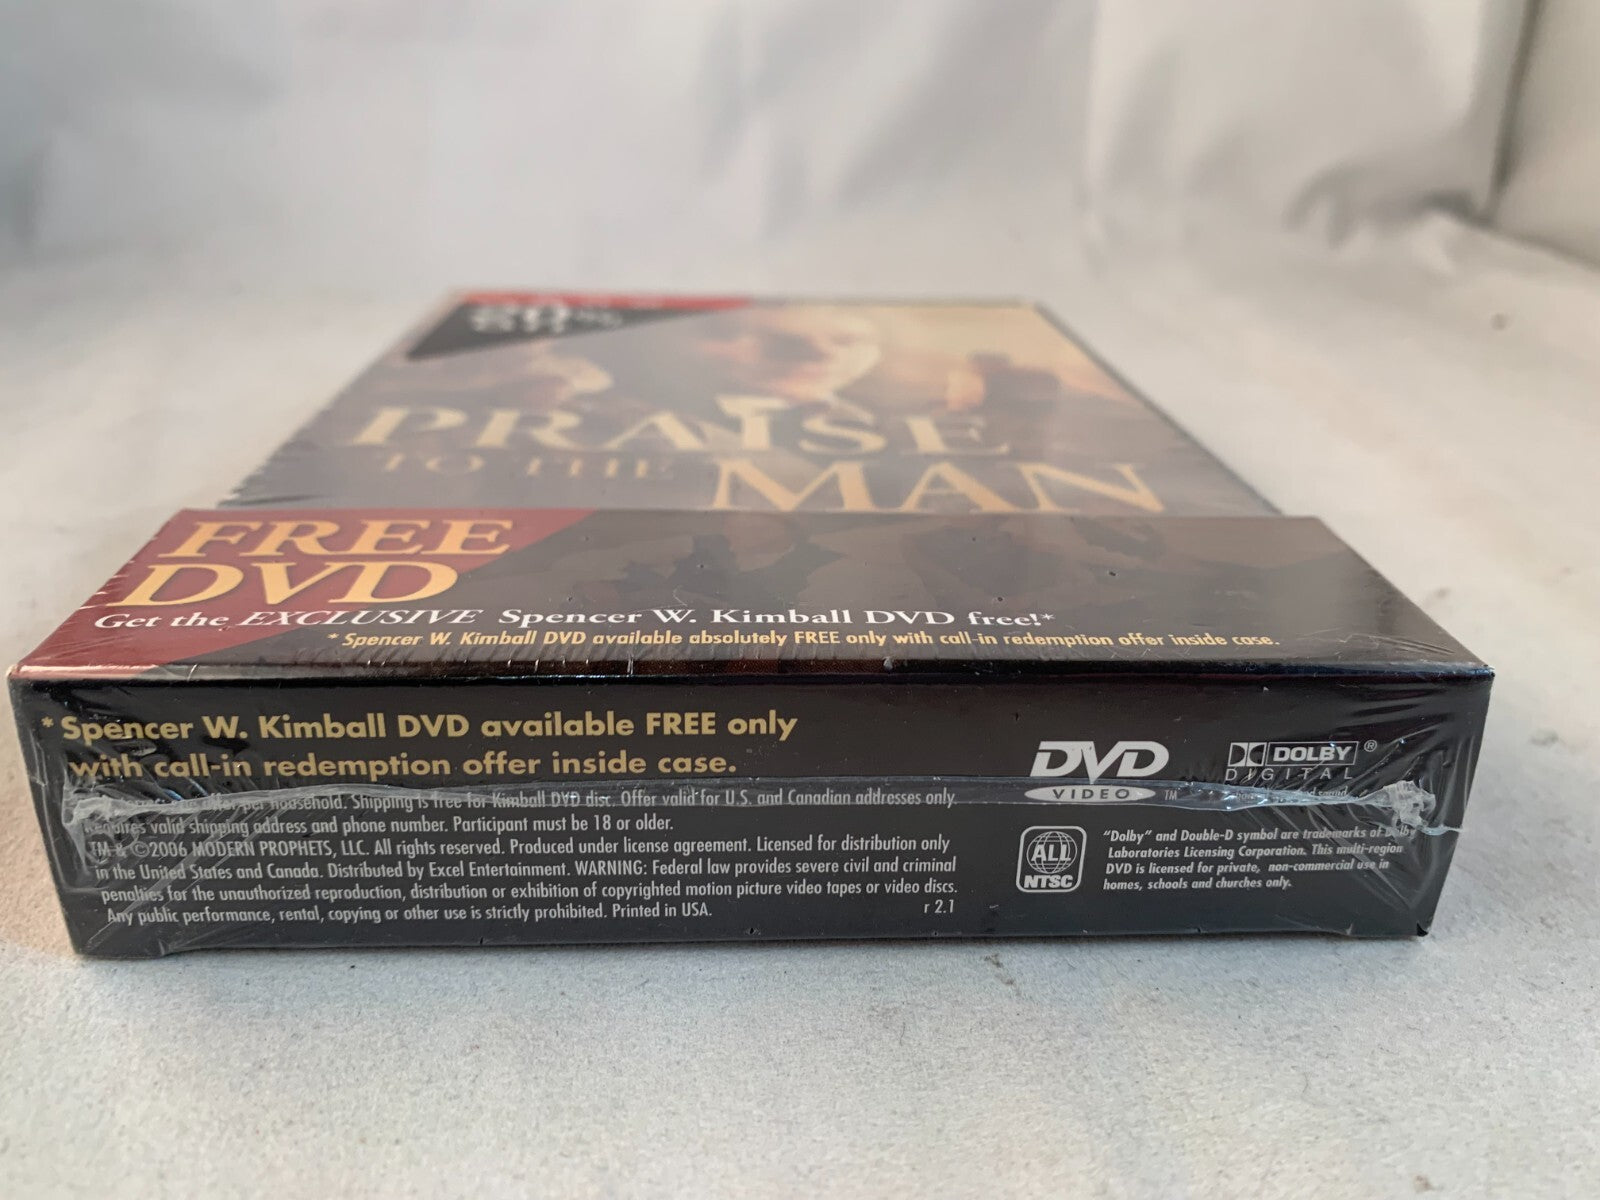 PRAISE
TO THE MAN
FREE
DVD
Get the EXCLUSIVE Spencer W. Kimball DVD free!*
* Spencer W. Kimball DVD available absolutely FREE only with call-in redemption offer inside case.
* Spencer W. Kimball DVD available FREE only
with call-in redemption offer inside case.
offer per household. Shipping is free for Kimball DVD disc. Offer valid for U.S. and Canadian addresses only.
Requires valid shipping address and phone number. Participant must be 18 or older.
TM & ©2006 MODERN PROPHETS, LLC. All rights reserved. Produced under license agreement. Licensed for distribution only
in the United States and Canada. Distributed by Excel Entertainment. WARNING: Federal law provides severe civil and criminal
penalties for the unauthorized reproduction, distribution or exhibition of copyrighted motion picture video tapes or video discs.
Any public performance, rental, copying or other use is strictly prohibited. Printed in USA.
r 2.1
DVD
VIDEO TM
DOLBY ®
DIGITAL
ALL
NTSC
"Dolby" and Double-D symbol are trademarks of Dolby
Laboratories Licensing Corporation. This multi-region
DVD is licensed for private, non-commercial use in
homes, schools and churches only.